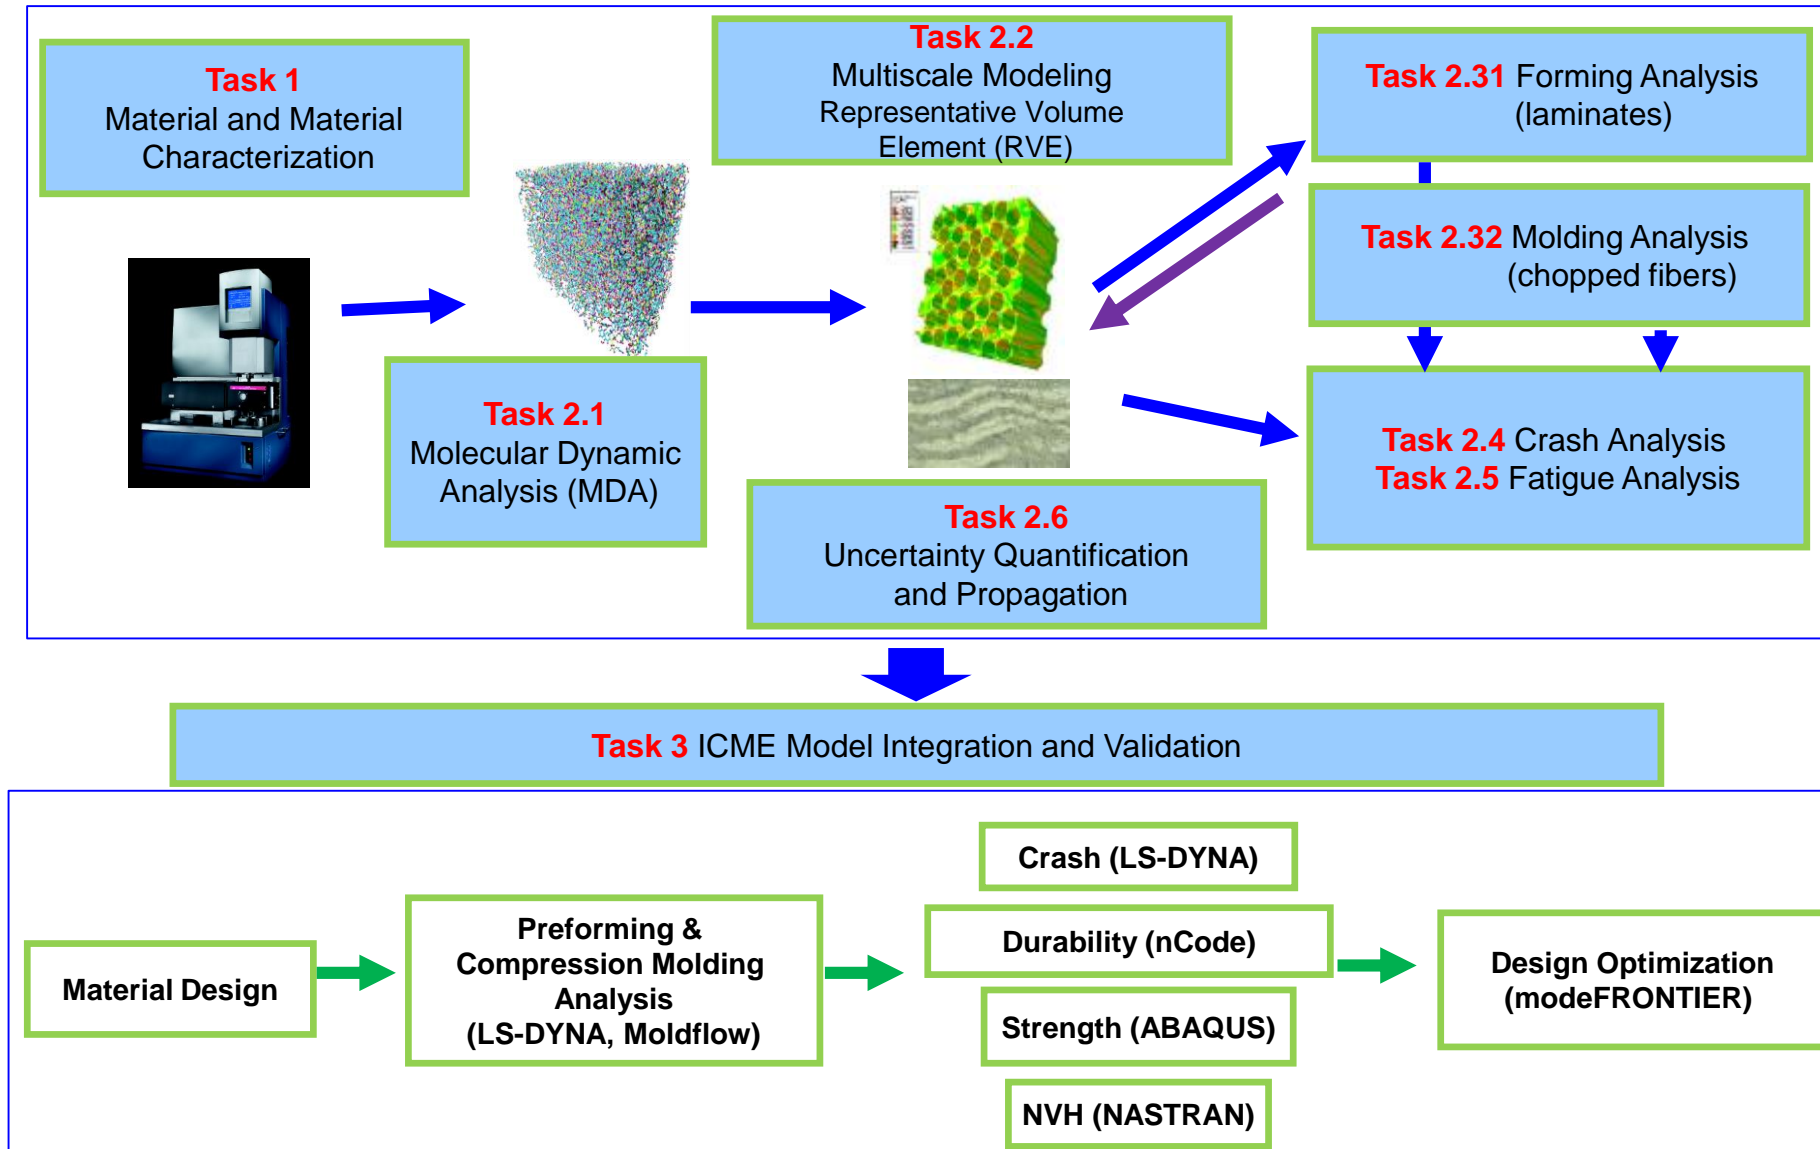 Task 1
Material and Material
Characterization
Task 2.2
Multiscale Modeling
Representative Volume
Element (RVE)
Task 2.31 Forming Analysis
(laminates)
Task 2.32 Molding Analysis
(chopped fibers)
Task 2.1
Molecular Dynamic
Analysis (MDA)
Task 2.4 Crash Analysis
Task 2.5 Fatigue Analysis
Task 2.6
Uncertainty Quantification
and Propagation
Task 3 ICME Model Integration and Validation
Material Design
Preforming &
Compression Molding
Analysis
(LS-DYNA, Moldflow)
Crash (LS-DYNA)
Durability (nCode)
Strength (ABAQUS)
NVH (NASTRAN)
Design Optimization
(modeFRONTIER)